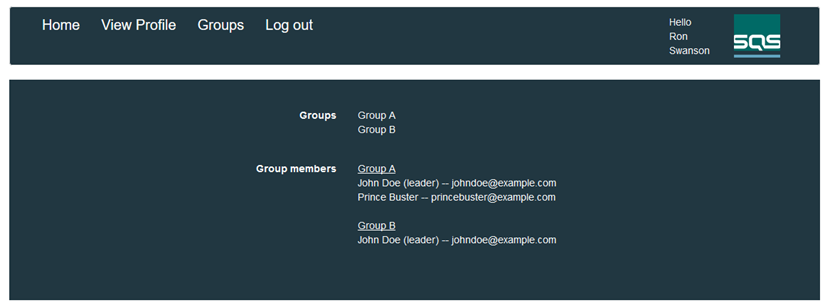 Home View Profile Groups Log out
Hello
Ron
Swanson
SQS
Groups Group A
Group B
Group members Group A
John Doe (leader) -- johndoe@example.com
Prince Buster -- princebuster@example.com
Group B
John Doe (leader) -- johndoe@example.com